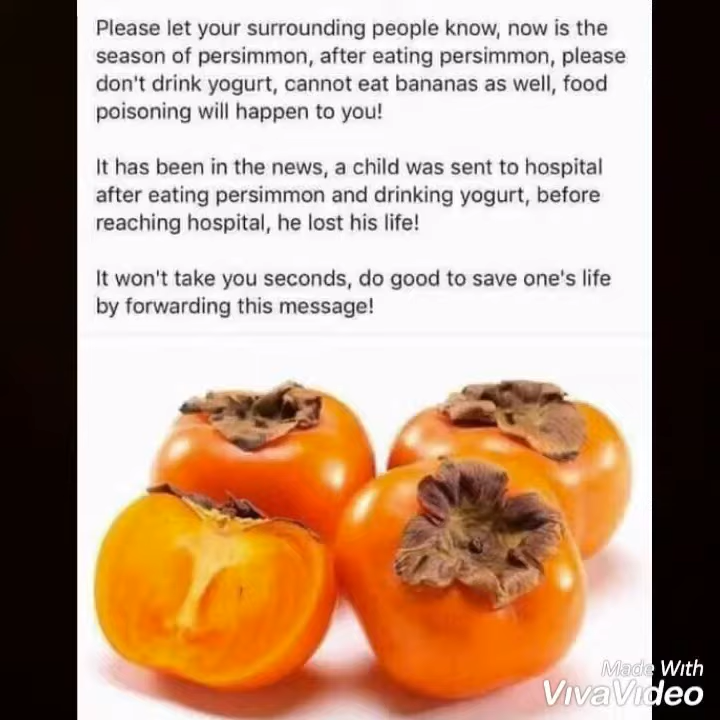 Please let your surrounding people know, now is the
season of persimmon, after eating persimmon, please
don't drink yogurt, cannot eat bananas as well, food
poisoning will happen to you!
It has been in the news, a child was sent to hospital
after eating persimmon and drinking yogurt, before
reaching hospital, he lost his life!
It won't take you seconds, do good to save one's life
by forwarding this message!
Made With
VivaVideo